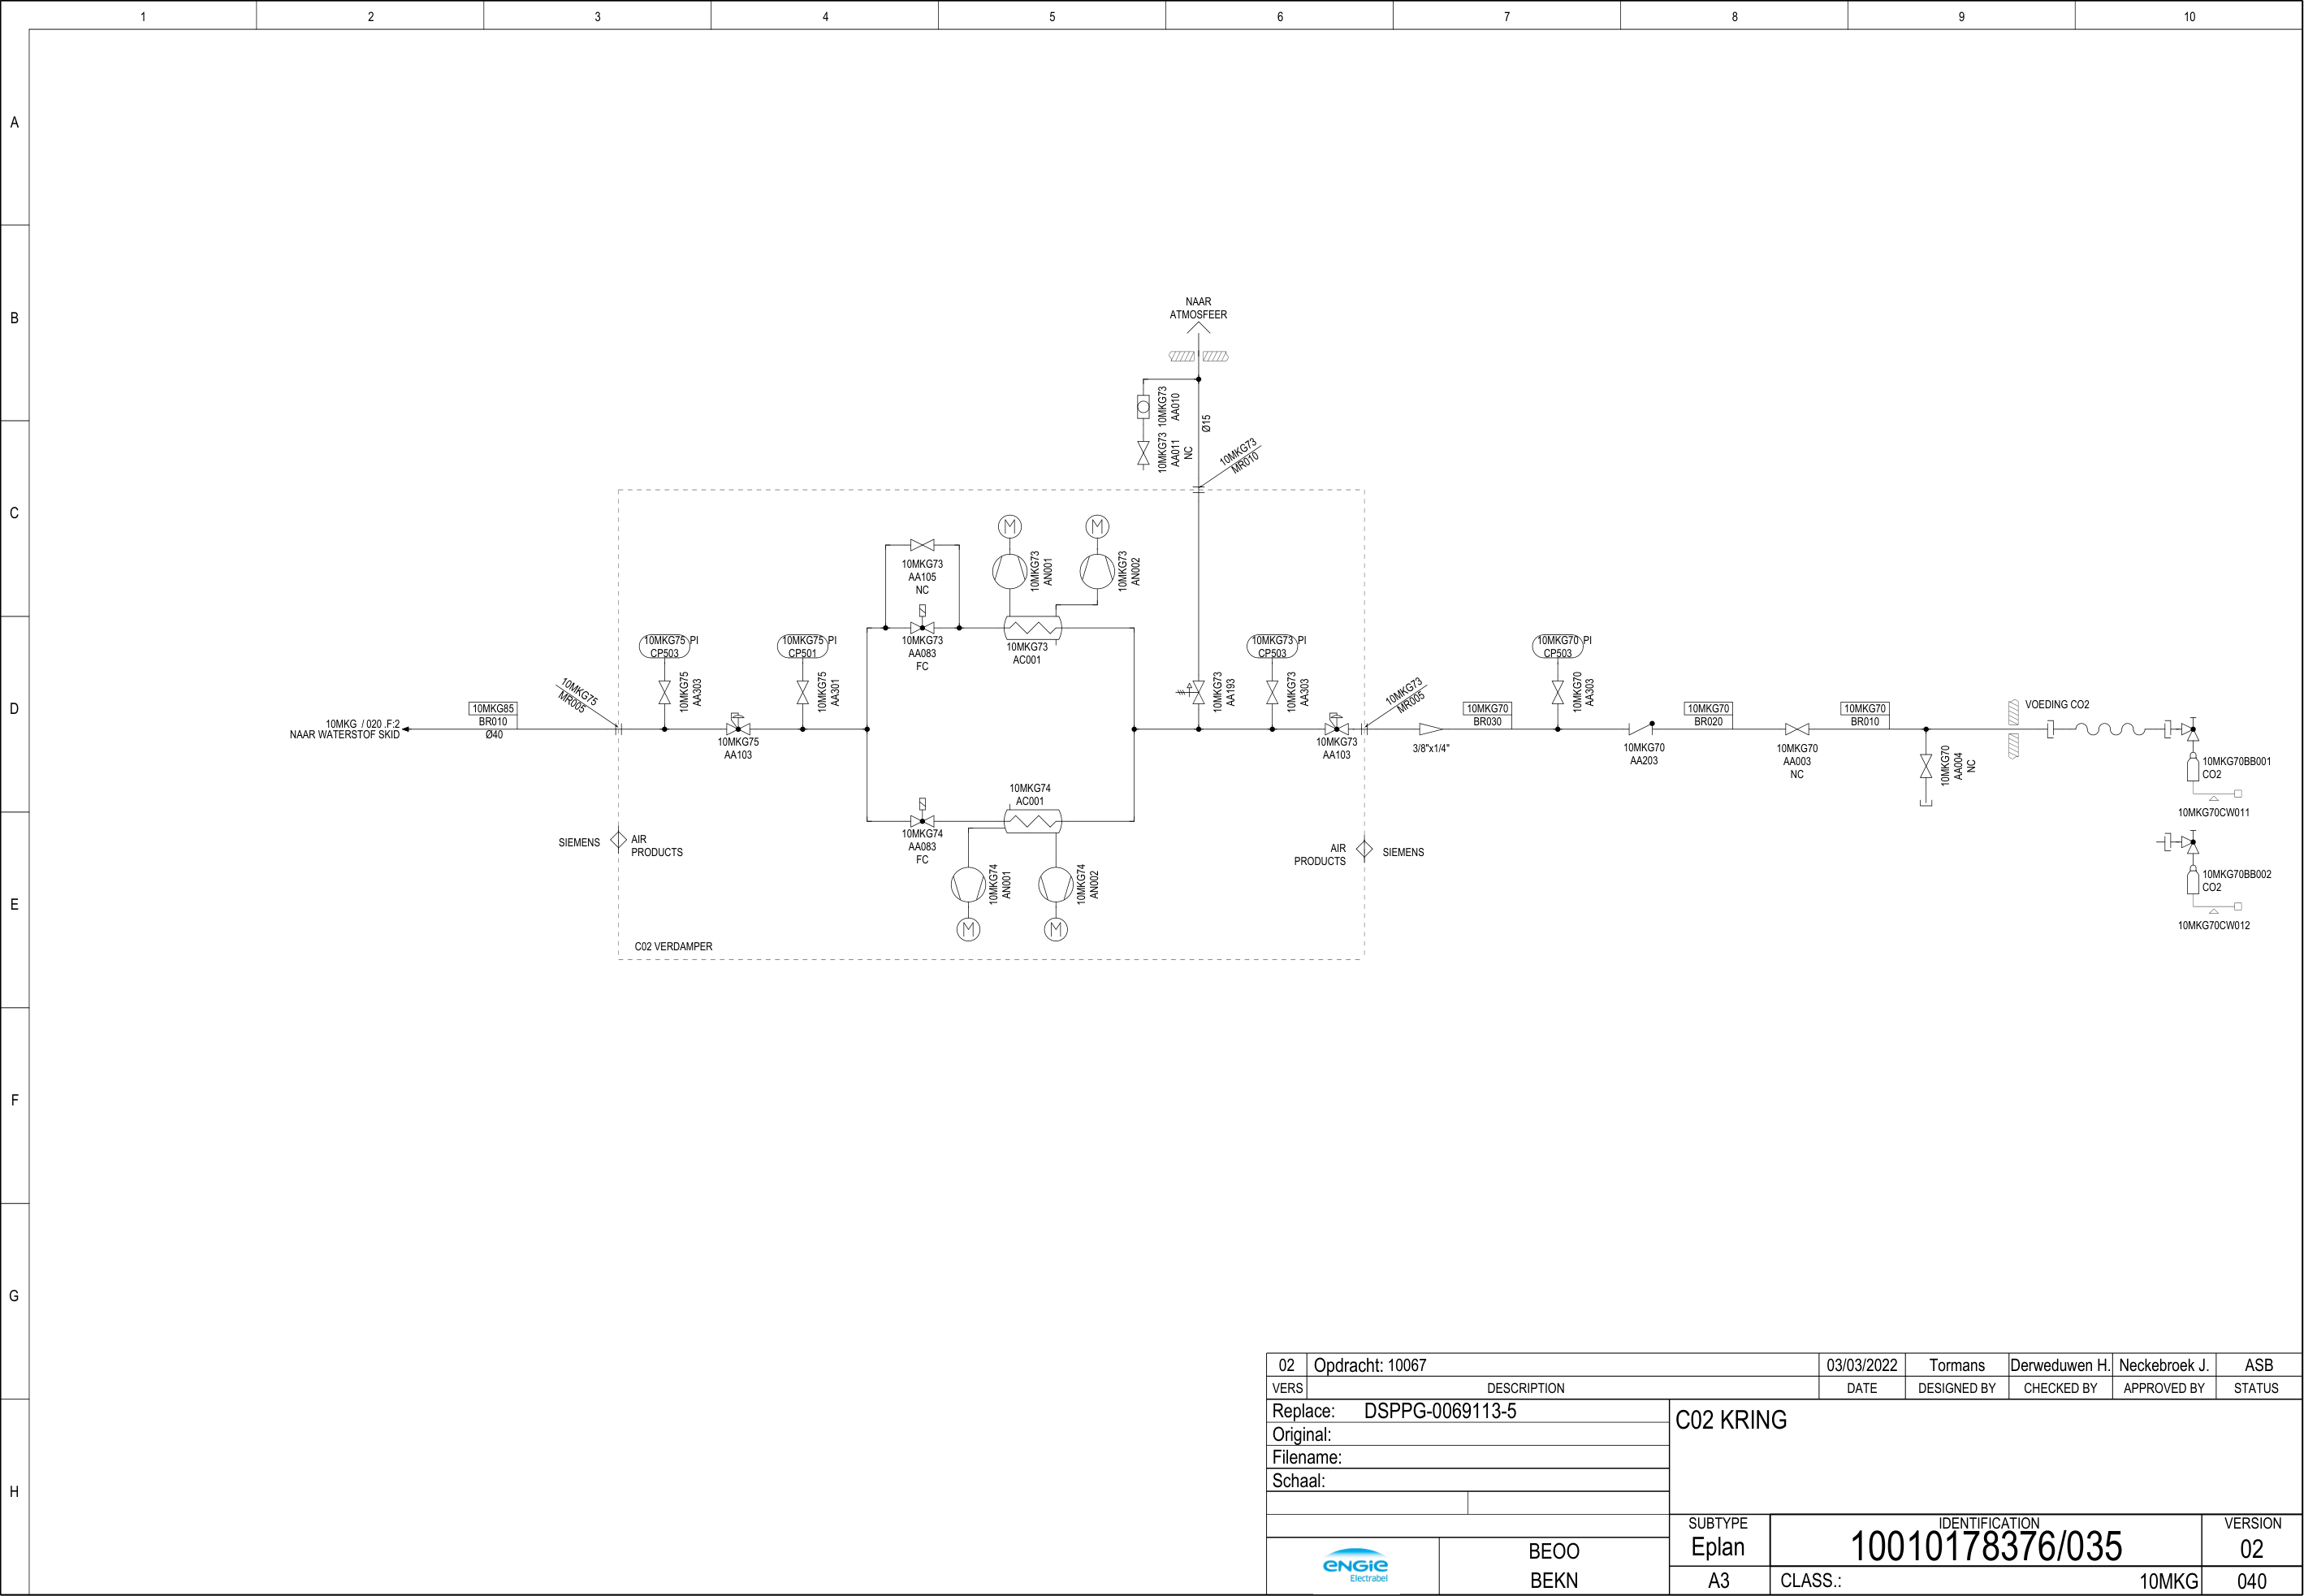 1 2 3 4 5 6 7 8 9 10
A
B
C
D
E
F
G
H
NAAR
ATMOSFEER
10MKG73
AA010
10MKG73
AA011
NC
Ø15
10MKG73
MR010
10MKG73
AA105
NC
10MKG73
AN001
10MKG73
AN002
M
M
10MKG73
AA083
FC
10MKG73
AC001
10MKG75 PI
CP503
10MKG75
AA303
10MKG75 PI
CP501
10MKG75
AA301
10MKG75
MR005
10MKG75
AA103
10MKG85
BR010
Ø40
10MKG / 020 .F:2
NAAR WATERSTOF SKID
10MKG73
AA193
10MKG73 PI
CP503
10MKG73
AA303
10MKG73
AA103
10MKG73
MR005
3/8"x1/4"
10MKG70
BR030
10MKG70 PI
CP503
10MKG70
AA303
10MKG70
AA203
10MKG70
BR020
10MKG70
AA003
NC
10MKG70
BR010
10MKG70
AA004
NC
VOEDING CO2
10MKG70BB001
CO2
10MKG70CW011
10MKG70BB002
CO2
10MKG70CW012
10MKG74
AC001
10MKG74
AA083
FC
10MKG74
AN001
10MKG74
AN002
M
M
SIEMENS
AIR
PRODUCTS
AIR
PRODUCTS
SIEMENS
C02 VERDAMPER
02 Opdracht: 10067 03/03/2022 Tormans Derweduwen H. Neckebroek J. ASB
VERS DESCRIPTION DATE DESIGNED BY CHECKED BY APPROVED BY STATUS
Replace: DSPPG-0069113-5
Original:
Filename:
Schaal:
C02 KRING
SUBTYPE
Eplan
IDENTIFICATION
10010178376/035
VERSION
02
ENGIE
Electrabel
BEOO
BEKN
A3
CLASS.:
10MKG
040